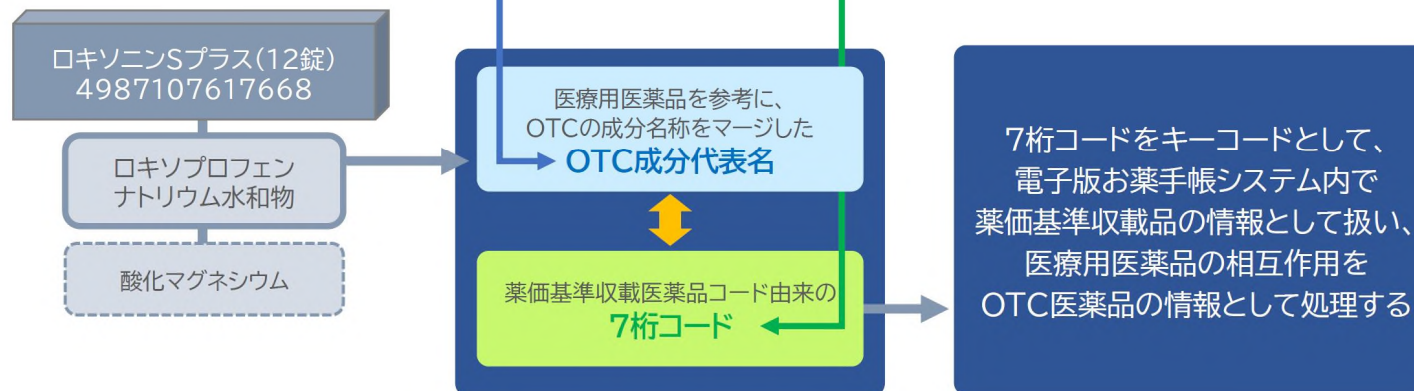 ロキソニンSプラス(12錠)
4987107617668
ロキソプロフェン
ナトリウム水和物
酸化マグネシウム
医療用医薬品を参考に、
OTCの成分名称をマージした
OTC成分代表名
薬価基準収載医薬品コード由来の
7桁コード
7桁コードをキーコードとして、
電子版お薬手帳システム内で
薬価基準収載品の情報として扱い、
医療用医薬品の相互作用を
OTC医薬品の情報として処理する